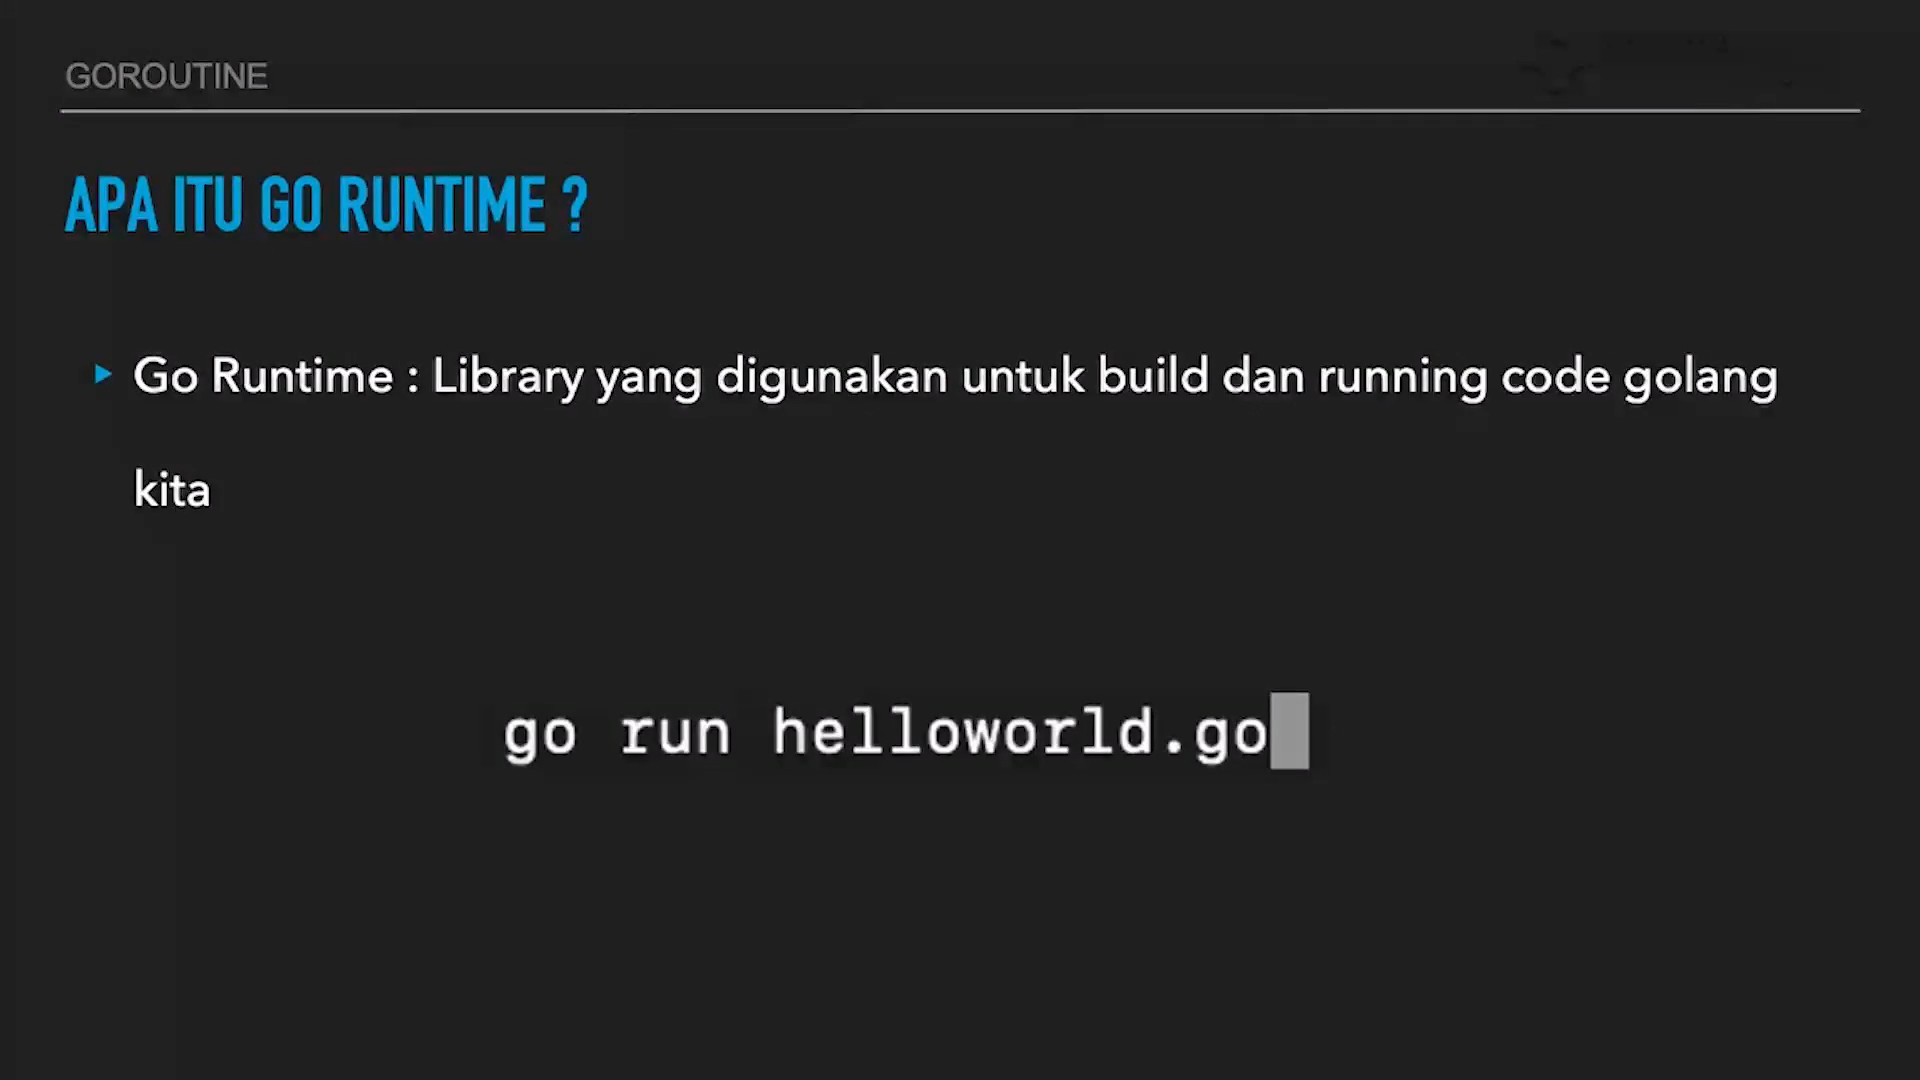 GOROUTINE
APA ITU GO RUNTIME ?
Go Runtime : Library yang digunakan untuk build dan running code golang
kita
go run helloworld.go